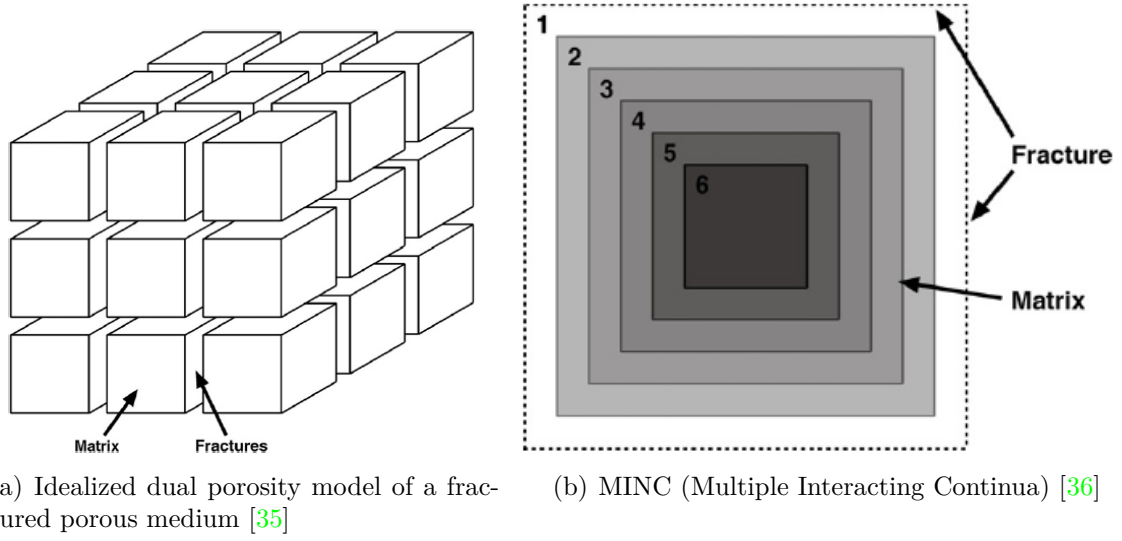 1
2
3
4
5
6
Fracture
Matrix
Matrix
Fractures
a) Idealized dual porosity model of a frac-
tured porous medium [35]
(b) MINC (Multiple Interacting Continua) [36]